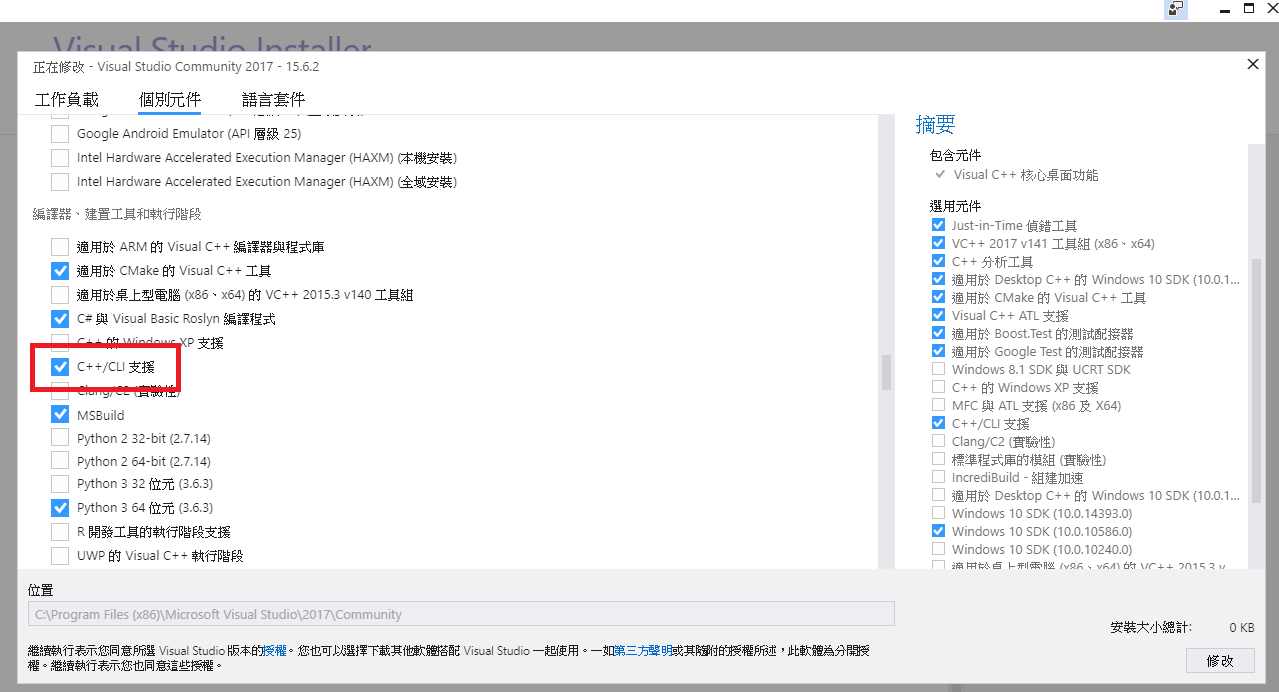 Visual Studio Installer
正在修改 - Visual Studio Community 2017 - 15.6.2
工作負載 個別元件 語言套件
Google Android Emulator (API 層級 25)
Intel Hardware Accelerated Execution Manager (HAXM) (本機安裝)
Intel Hardware Accelerated Execution Manager (HAXM) (全域安裝)
編譯器、建置工具和執行階段
適用於 ARM 的 Visual C++ 編譯器與程式庫
適用於 CMake 的 Visual C++ 工具
適用於桌上型電腦 (x86、x64) 的 VC++ 2015.3 v140 工具組
C# 與 Visual Basic Roslyn 編譯程式
C++ 的 Windows XP 支援
C++/CLI 支援
Clang/C2 (實驗性)
MSBuild
Python 2 32-bit (2.7.14)
Python 2 64-bit (2.7.14)
Python 3 32 位元 (3.6.3)
Python 3 64 位元 (3.6.3)
R 開發工具的執行階段支援
UWP 的 Visual C++ 執行階段
摘要
包含元件
Visual C++ 核心桌面功能
選用元件
Just-in-Time 偵錯工具
VC++ 2017 v141 工具組 (x86、x64)
C++ 分析工具
適用於 Desktop C++ 的 Windows 10 SDK (10.0.1...
適用於 CMake 的 Visual C++ 工具
Visual C++ ATL 支援
適用於 Boost.Test 的測試配接器
適用於 Google Test 的測試配接器
Windows 8.1 SDK 與 UCRT SDK
C++ 的 Windows XP 支援
MFC 與 ATL 支援 (x86 及 X64)
C++/CLI 支援
Clang/C2 (實驗性)
標準程式庫的模組 (實驗性)
IncrediBuild - 組建加速
適用於 Desktop C++ 的 Windows 10 SDK (10.0.1...
Windows 10 SDK (10.0.14393.0)
Windows 10 SDK (10.0.10586.0)
Windows 10 SDK (10.0.10240.0)
適用於桌上型電腦 (x86、x64) 的 VC++ 2015.3 v
位置
C:\Program Files (x86)\Microsoft Visual Studio\2017\Community
繼續執行表示您同意所選 Visual Studio 版本的授權。您也可以選擇下載其他軟體搭配 Visual Studio 一起使用。一如第三方聲明或其隨附的授權所述，此軟體為分開授
權。繼續執行表示您也同意這些授權。
安裝大小總計: 0 KB
修改